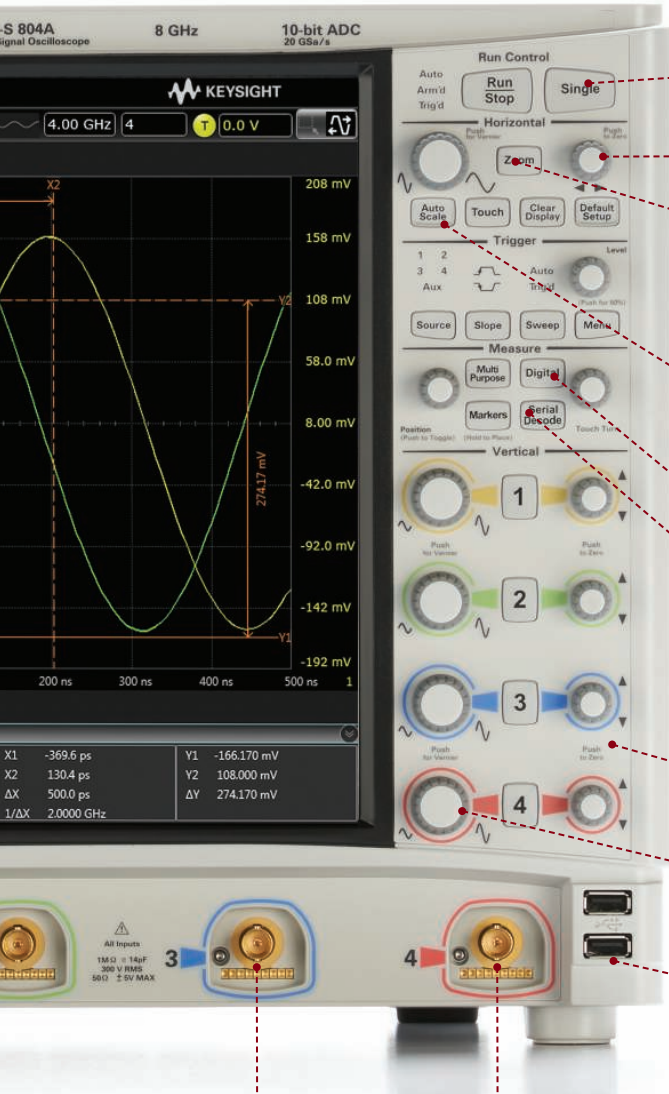 -S 804A
ignal Oscilloscope
8 GHz
10-bit ADC
20 GSa/s
KEYSIGHT
4.00 GHz
4
T
0.0 V
X2
208 mV
158 mV
108 mV
Y2
58.0 mV
8.00 mV
274.17 mV
-42.0 mV
-92.0 mV
-142 mV
Y1
-192 mV
200 ns
300 ns
400 ns
500 ns
1
X1 -369.6 ps
X2 130.4 ps
ΔX 500.0 ps
1/ΔX 2.0000 GHz
Y1 -166.170 mV
Y2 108.000 mV
ΔY 274.170 mV
Run Control
Auto
Arm'd
Trig'd
Run
Stop
Single
Horizontal
Push
for Vernier
Zoom
Push
to Zero
Auto
Scale
Touch
Clear
Display
Default
Setup
Trigger
1 2
3 4
Aux
Auto
Trig'd
Level
(Push for 50%)
Source
Slope
Sweep
Menu
Measure
Multi
Purpose
Digital
Markers
Serial
Decode
Position
(Push to Toggle)
(Hold to Place)
Touch Turn
Vertical
1
Push
for Vernier
Push
to Zero
2
3
Push
for Vernier
Push
to Zero
4
All Inputs
1MΩ = 14pF
300 V RMS
50Ω ±5V MAX
3
4